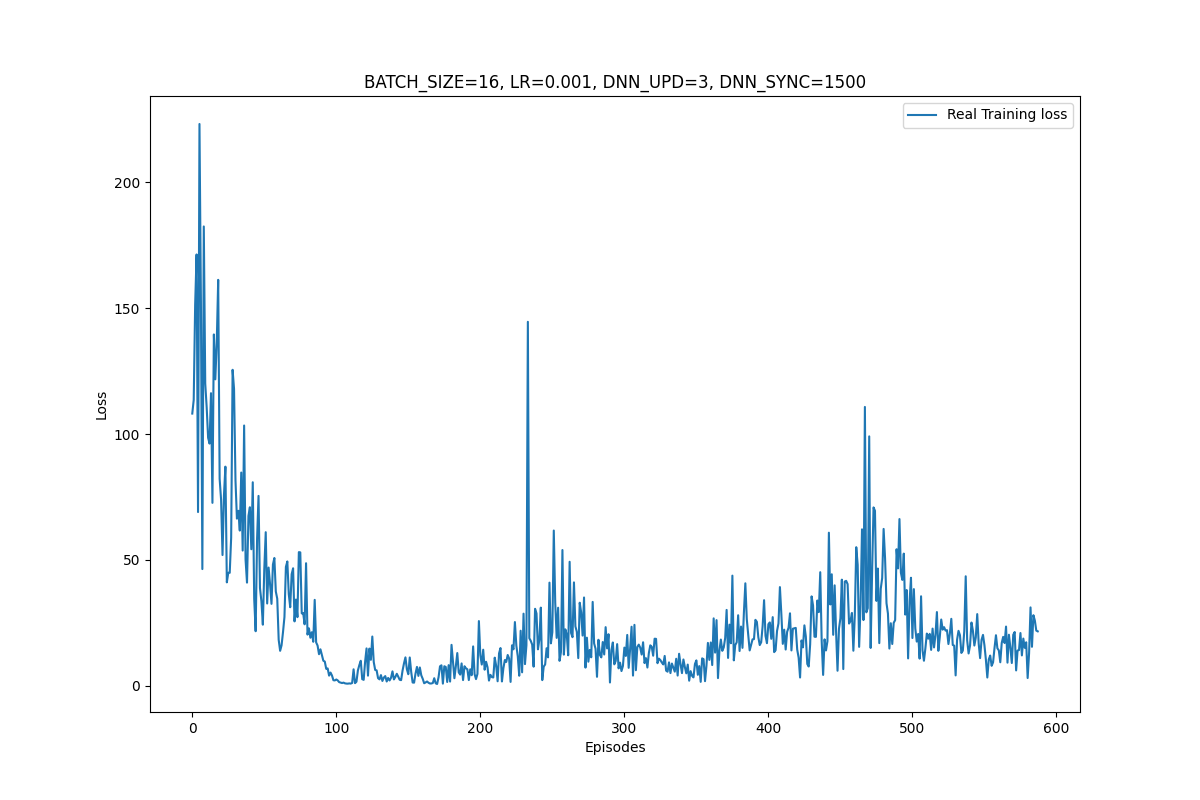 BATCH_SIZE=16, LR=0.001, DNN_UPD=3, DNN_SYNC=1500
Real Training loss
Loss
200
150
100
50
0
0 100 200 300 400 500 600
Episodes